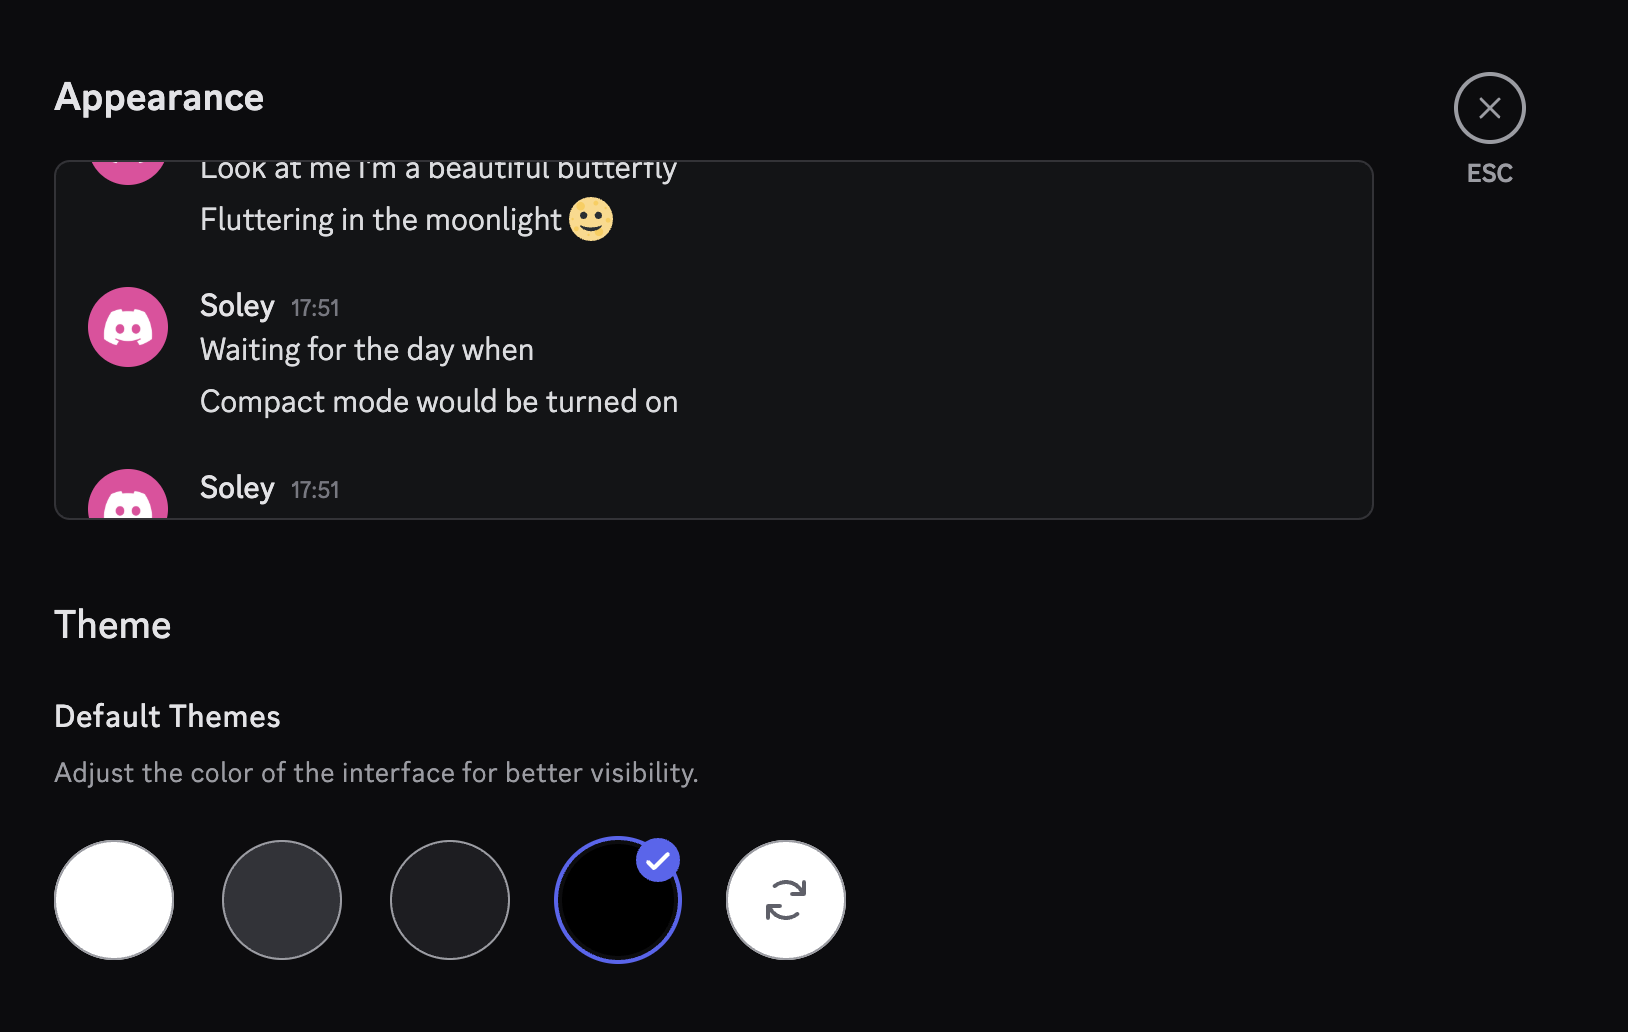 Appearance
ESC
Look at me I'm a beautiful butterfly
Fluttering in the moonlight
Soley 17:51
Waiting for the day when
Compact mode would be turned on
Soley 17:51
Theme
Default Themes
Adjust the color of the interface for better visibility.